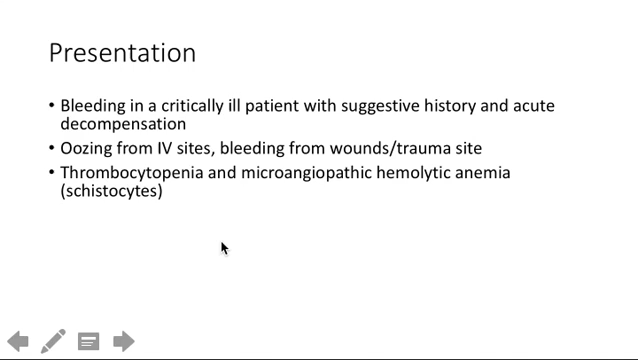 Presentation
• Bleeding in a critically ill patient with suggestive history and acute
decompensation
• Oozing from IV sites, bleeding from wounds/trauma site
• Thrombocytopenia and microangiopathic hemolytic anemia
(schistocytes)